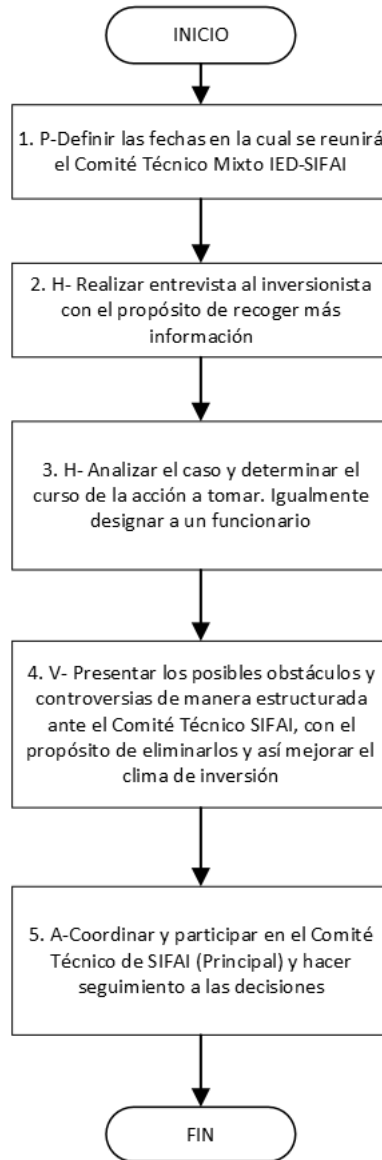 INICIO
1. P-Definir las fechas en la cual se reunirá
el Comité Técnico Mixto IED-SIFAI
2. H- Realizar entrevista al inversionista
con el propósito de recoger más
información
3. H- Analizar el caso y determinar el
curso de la acción a tomar. Igualmente
designar a un funcionario
4. V- Presentar los posibles obstáculos y
controversias de manera estructurada
ante el Comité Técnico SIFAI, con el
propósito de eliminarlos y así mejorar el
clima de inversión
5. A-Coordinar y participar en el Comité
Técnico de SIFAI (Principal) y hacer
seguimiento a las decisiones
FIN